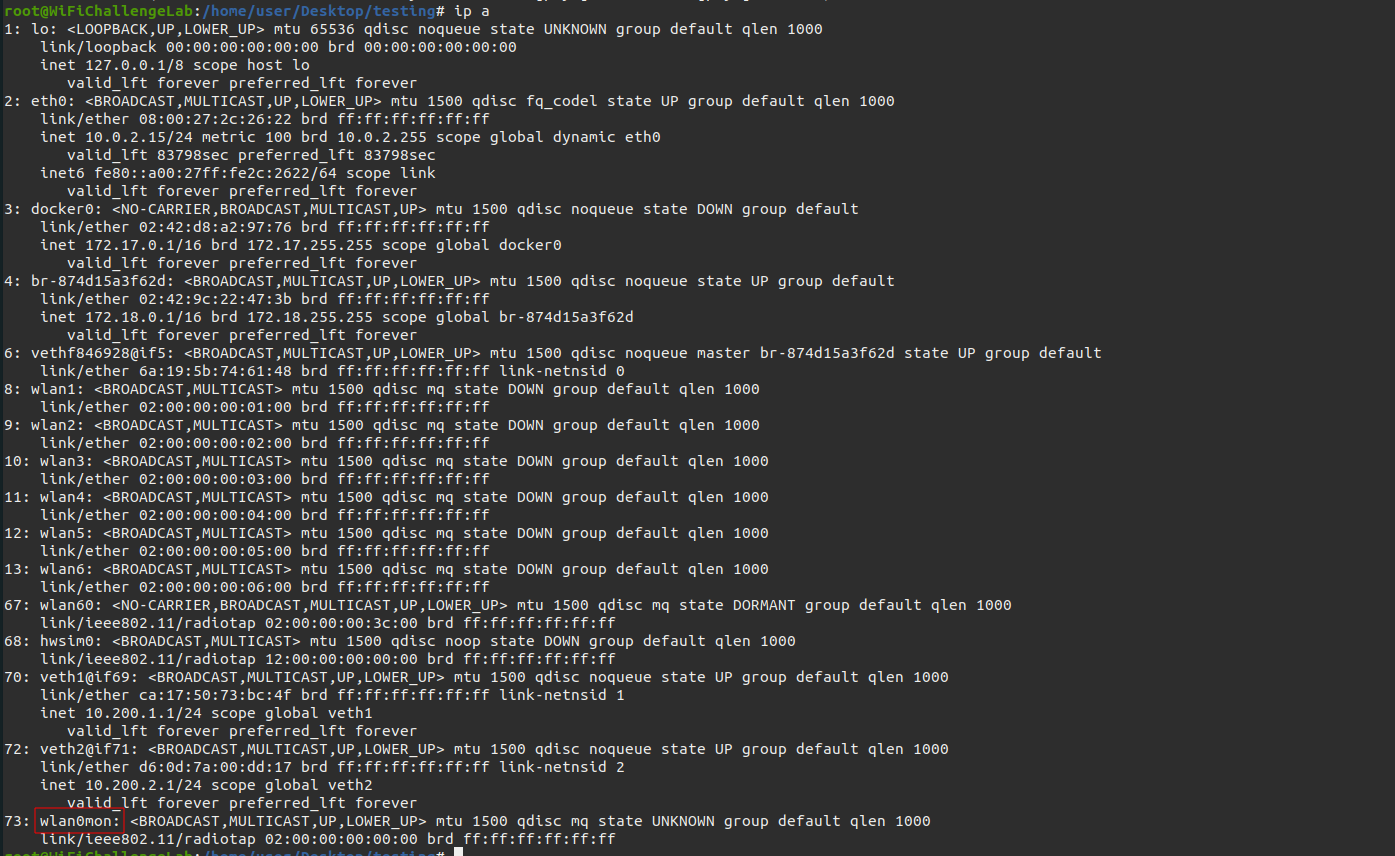 root@WiFiChallengeLab:/home/user/Desktop/testing# ip a
1: lo: <LOOPBACK,UP,LOWER_UP> mtu 65536 qdisc noqueue state UNKNOWN group default qlen 1000
    link/loopback 00:00:00:00:00:00 brd 00:00:00:00:00:00
    inet 127.0.0.1/8 scope host lo
       valid_lft forever preferred_lft forever
2: eth0: <BROADCAST,MULTICAST,UP,LOWER_UP> mtu 1500 qdisc fq_codel state UP group default qlen 1000
    link/ether 08:00:27:2c:26:22 brd ff:ff:ff:ff:ff:ff
    inet 10.0.2.15/24 metric 100 brd 10.0.2.255 scope global dynamic eth0
       valid_lft 83798sec preferred_lft 83798sec
    inet6 fe80::a00:27ff:fe2c:2622/64 scope link
       valid_lft forever preferred_lft forever
3: docker0: <NO-CARRIER,BROADCAST,MULTICAST,UP> mtu 1500 qdisc noqueue state DOWN group default
    link/ether 02:42:d8:a2:97:76 brd ff:ff:ff:ff:ff:ff
    inet 172.17.0.1/16 brd 172.17.255.255 scope global docker0
       valid_lft forever preferred_lft forever
4: br-874d15a3f62d: <BROADCAST,MULTICAST,UP,LOWER_UP> mtu 1500 qdisc noqueue state UP group default
    link/ether 02:42:9c:22:47:3b brd ff:ff:ff:ff:ff:ff
    inet 172.18.0.1/16 brd 172.18.255.255 scope global br-874d15a3f62d
       valid_lft forever preferred_lft forever
6: vethf846928@if5: <BROADCAST,MULTICAST,UP,LOWER_UP> mtu 1500 qdisc noqueue master br-874d15a3f62d state UP group default
    link/ether 6a:19:5b:74:61:48 brd ff:ff:ff:ff:ff:ff link-netnsid 0
8: wlan1: <BROADCAST,MULTICAST> mtu 1500 qdisc mq state DOWN group default qlen 1000
    link/ether 02:00:00:00:01:00 brd ff:ff:ff:ff:ff:ff
9: wlan2: <BROADCAST,MULTICAST> mtu 1500 qdisc mq state DOWN group default qlen 1000
    link/ether 02:00:00:00:02:00 brd ff:ff:ff:ff:ff:ff
10: wlan3: <BROADCAST,MULTICAST> mtu 1500 qdisc mq state DOWN group default qlen 1000
    link/ether 02:00:00:00:03:00 brd ff:ff:ff:ff:ff:ff
11: wlan4: <BROADCAST,MULTICAST> mtu 1500 qdisc mq state DOWN group default qlen 1000
    link/ether 02:00:00:00:04:00 brd ff:ff:ff:ff:ff:ff
12: wlan5: <BROADCAST,MULTICAST> mtu 1500 qdisc mq state DOWN group default qlen 1000
    link/ether 02:00:00:00:05:00 brd ff:ff:ff:ff:ff:ff
13: wlan6: <BROADCAST,MULTICAST> mtu 1500 qdisc mq state DOWN group default qlen 1000
    link/ether 02:00:00:00:06:00 brd ff:ff:ff:ff:ff:ff
67: wlan60: <NO-CARRIER,BROADCAST,MULTICAST,UP,LOWER_UP> mtu 1500 qdisc mq state DORMANT group default qlen 1000
    link/ieee802.11/radiotap 02:00:00:00:3c:00 brd ff:ff:ff:ff:ff:ff
68: hwsim0: <BROADCAST,MULTICAST> mtu 1500 qdisc noop state DOWN group default qlen 1000
    link/ieee802.11/radiotap 12:00:00:00:00:00 brd ff:ff:ff:ff:ff:ff
70: veth1@if69: <BROADCAST,MULTICAST,UP,LOWER_UP> mtu 1500 qdisc noqueue state UP group default qlen 1000
    link/ether ca:17:50:73:bc:4f brd ff:ff:ff:ff:ff:ff link-netnsid 1
    inet 10.200.1.1/24 scope global veth1
       valid_lft forever preferred_lft forever
72: veth2@if71: <BROADCAST,MULTICAST,UP,LOWER_UP> mtu 1500 qdisc noqueue state UP group default qlen 1000
    link/ether d6:0d:7a:00:dd:17 brd ff:ff:ff:ff:ff:ff link-netnsid 2
    inet 10.200.2.1/24 scope global veth2
       valid_lft forever preferred_lft forever
73: wlan0mon: <BROADCAST,MULTICAST,UP,LOWER_UP> mtu 1500 qdisc mq state UNKNOWN group default qlen 1000
    link/ieee802.11/radiotap 02:00:00:00:00:00 brd ff:ff:ff:ff:ff:ff
root@WiFiChallengeLab:/home/user/Desktop/testing#